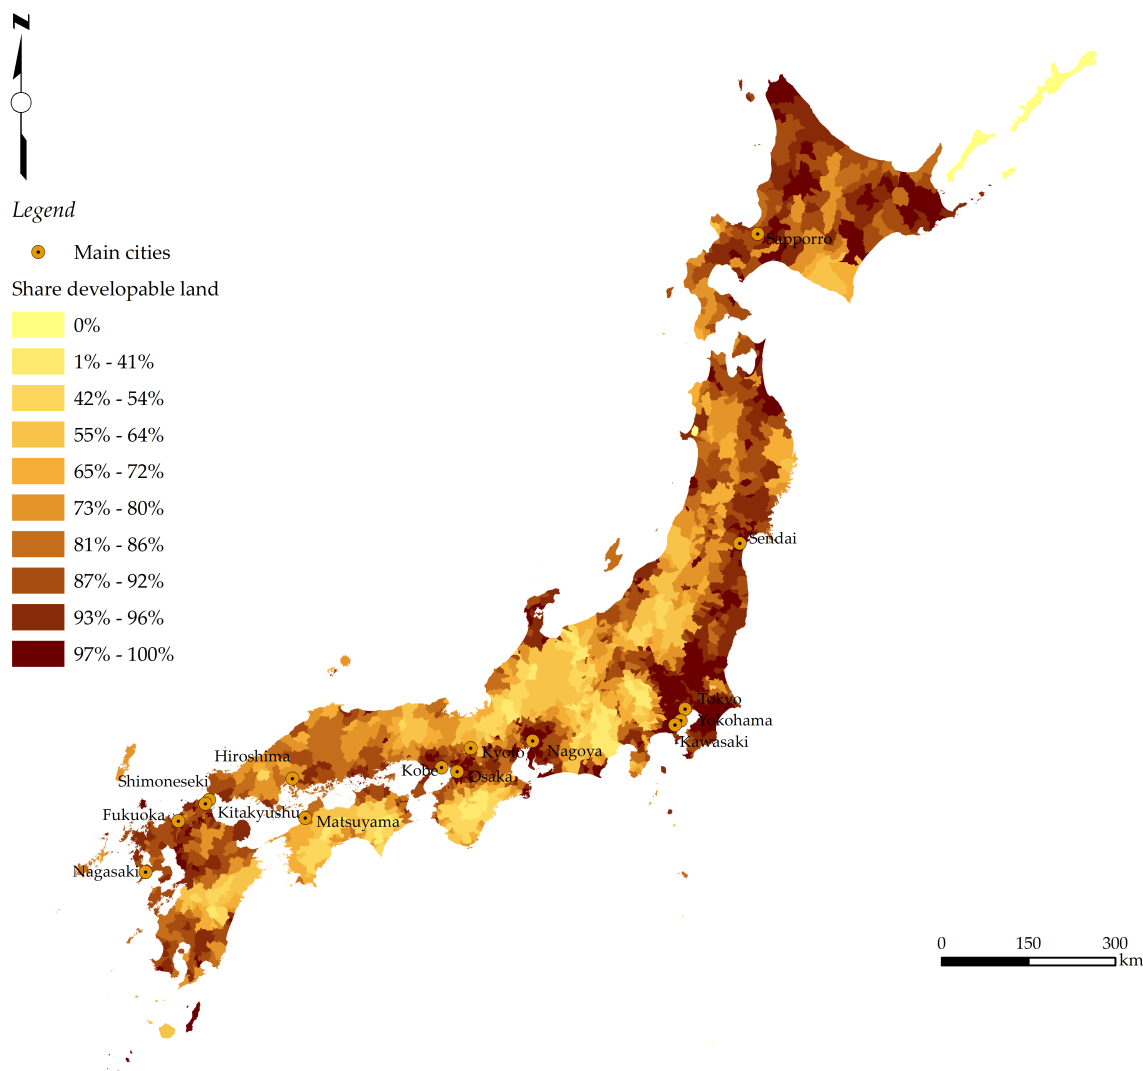 N
Legend
Main cities
Share developable land
0%
1% - 41%
42% - 54%
55% - 64%
65% - 72%
73% - 80%
81% - 86%
87% - 92%
93% - 96%
97% - 100%
Sapporro
Sendai
Tokyo
Yokohama
Kawasaki
Nagoya
Kyoto
Kobe
Osaka
Hiroshima
Shimoneseki
Kitakyushu
Fukuoka
Matsuyama
Nagasaki
0 150 300
km